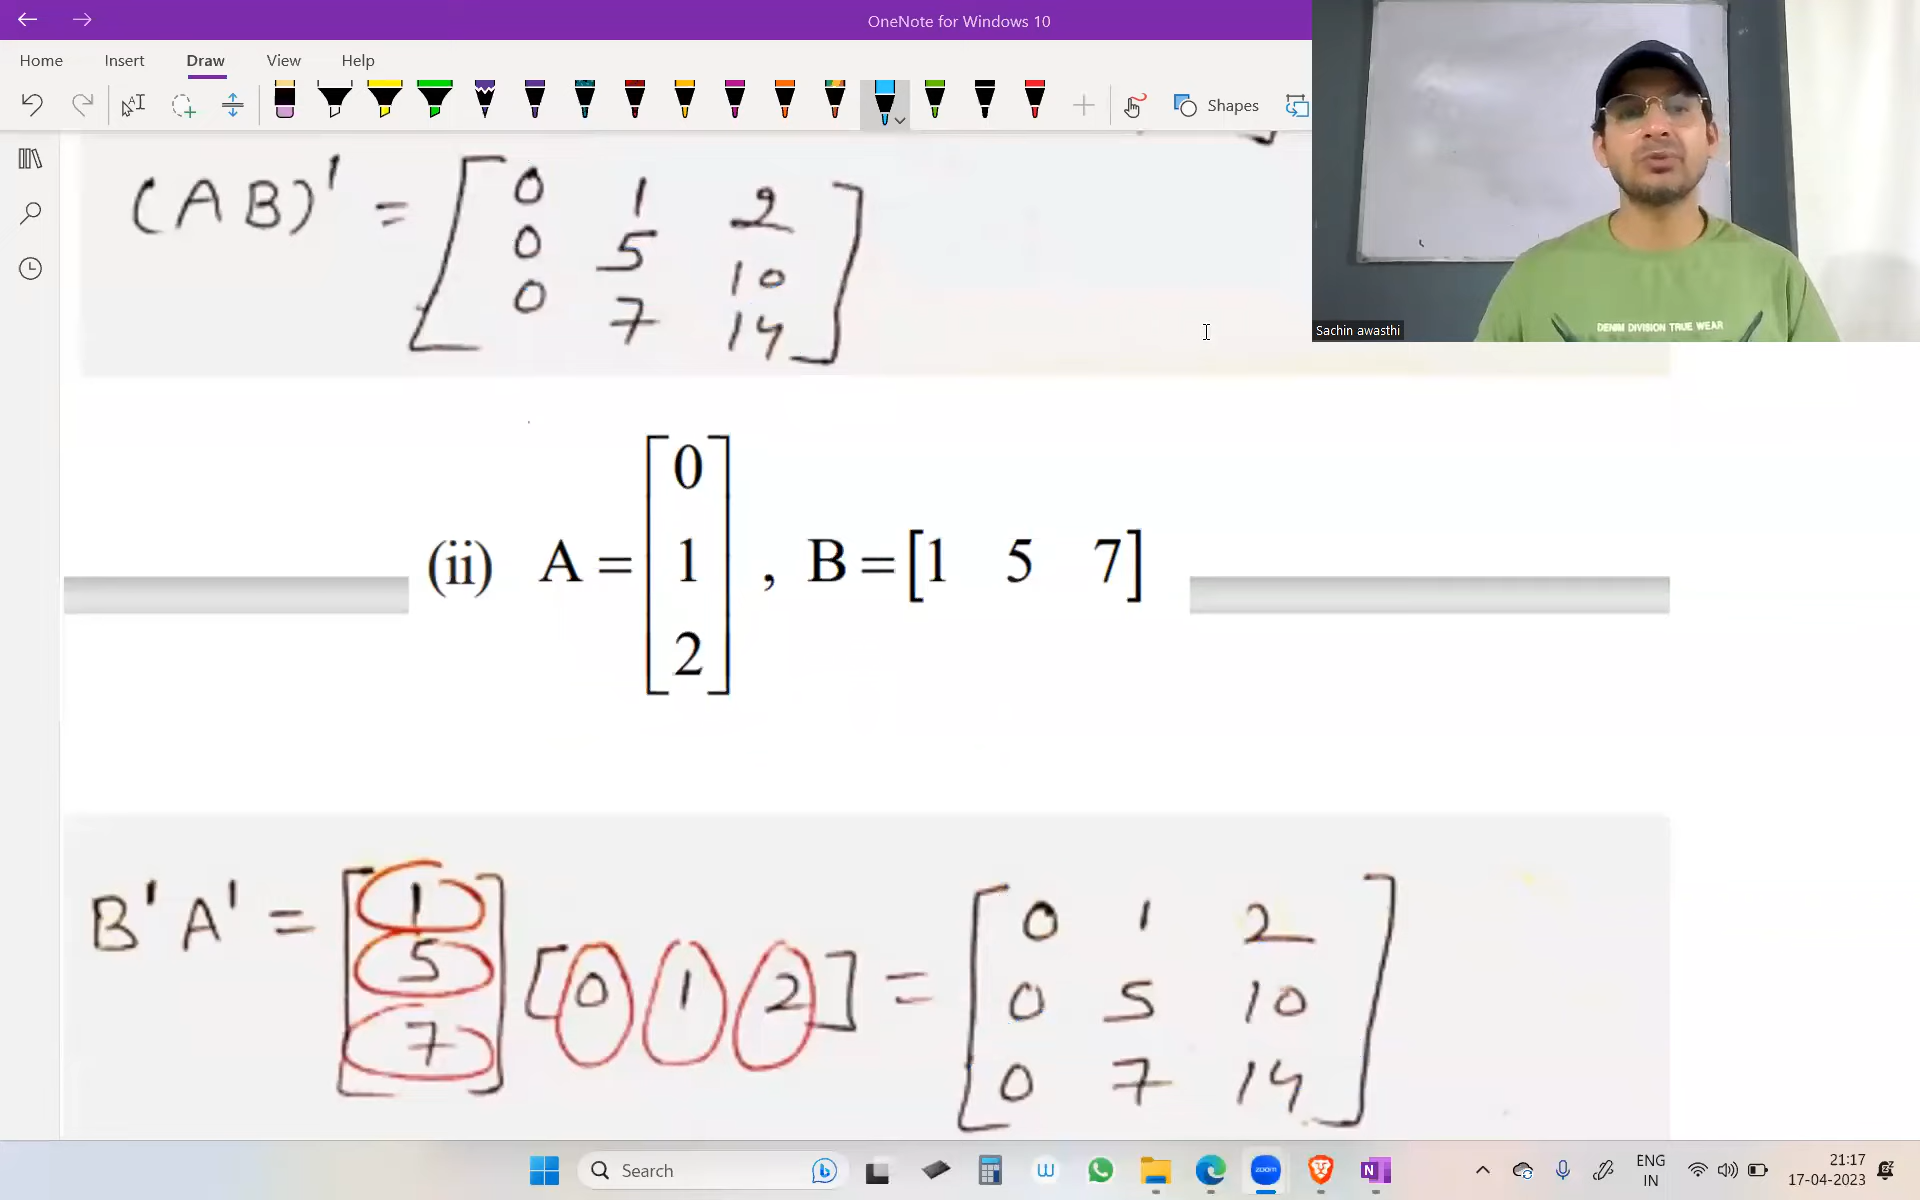 OneNote for Windows 10
Home Insert Draw View Help
Shapes
(AB)' = [0 1 2
0 5 10
0 7 14]
DENIM DIVISION TRUE WEAR
Sachin awasthi
(ii) A = [0
1
2] , B = [1 5 7]
B'A' = [1
5
7] [0 1 2] = [0 1 2
0 5 10
0 7 14]
Search
zoom
N
ENG
IN
21:17
17-04-2023